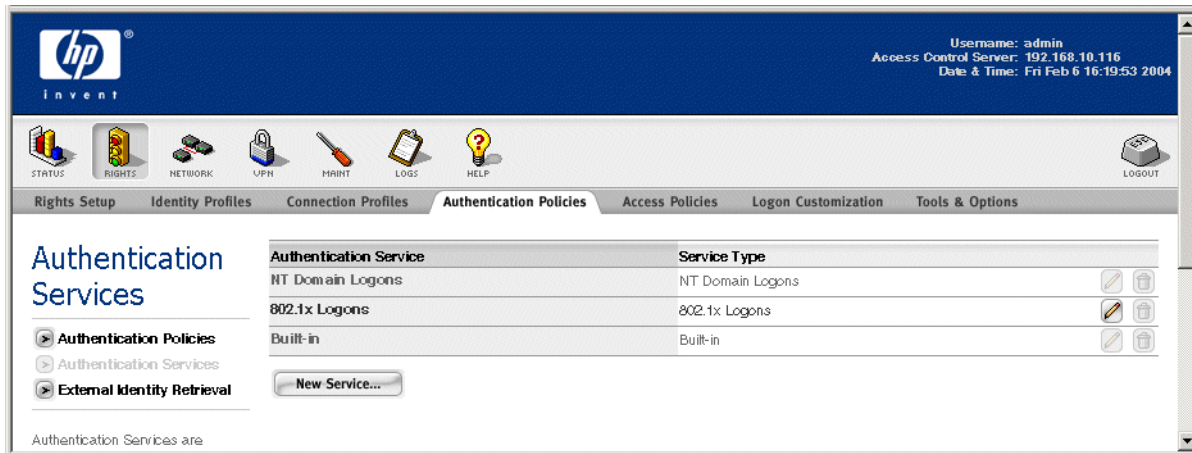 hp
®
invent
Username: admin
Access Control Server: 192.168.10.116
Date & Time: Fri Feb 6 16:19:53 2004
STATUS RIGHTS NETWORK VPN MAINT LOGS HELP LOGOUT
Rights Setup Identity Profiles Connection Profiles Authentication Policies Access Policies Logon Customization Tools & Options
Authentication
Services
Authentication Policies
Authentication Services
External Identity Retrieval
Authentication Services are
Authentication Service Service Type
NT Domain Logons NT Domain Logons
802.1x Logons 802.1x Logons
Built-in Built-in
New Service...